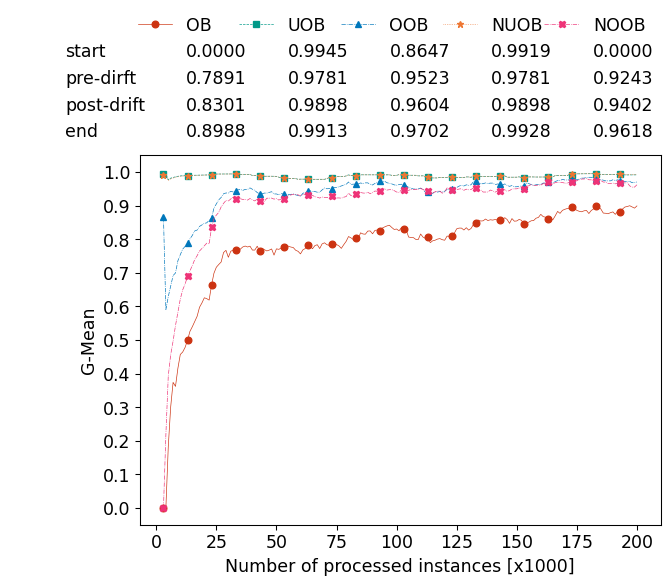 OB UOB OOB NUOB NOOB
start 0.0000 0.9945 0.8647 0.9919 0.0000
pre-dirft 0.7891 0.9781 0.9523 0.9781 0.9243
post-drift 0.8301 0.9898 0.9604 0.9898 0.9402
end 0.8988 0.9913 0.9702 0.9928 0.9618
1.0
0.9
0.8
0.7
0.6
0.5
0.4
0.3
0.2
0.1
0.0
G-Mean
0 25 50 75 100 125 150 175 200
Number of processed instances [x1000]